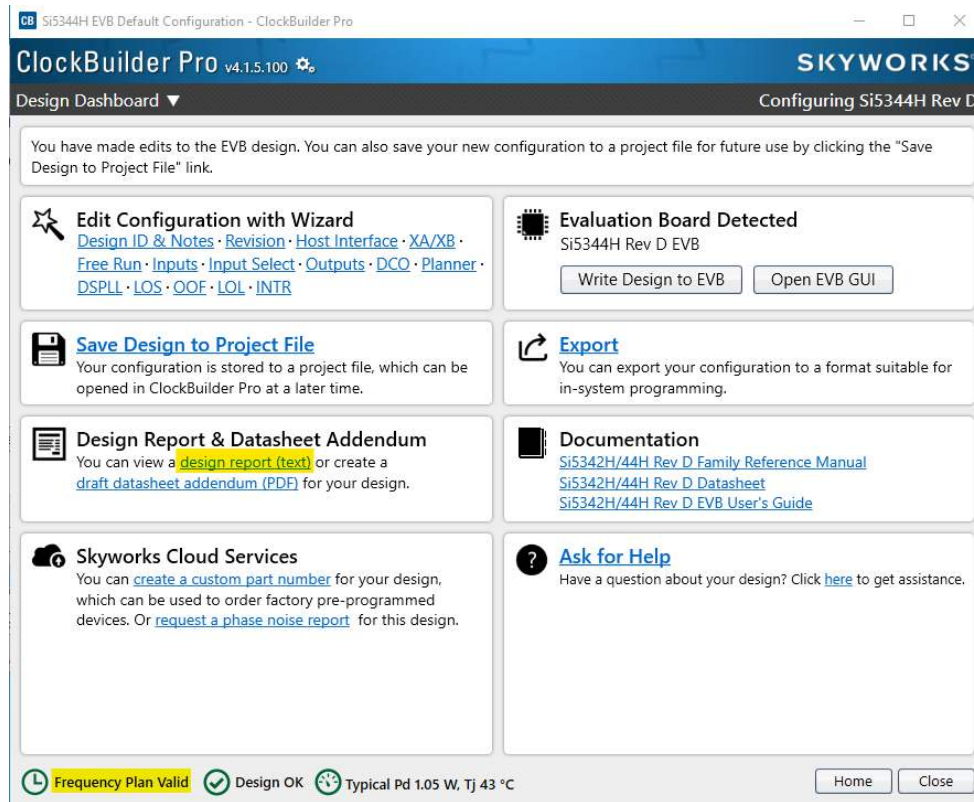 CB Si5344H EVB Default Configuration - ClockBuilder Pro
ClockBuilder Pro v4.1.5.100
SKYWORKS
Design Dashboard ▼
Configuring Si5344H Rev D
You have made edits to the EVB design. You can also save your new configuration to a project file for future use by clicking the "Save
Design to Project File" link.
Edit Configuration with Wizard
Design ID & Notes · Revision · Host Interface · XA/XB ·
Free Run · Inputs · Input Select · Outputs · DCO · Planner ·
DSPLL · LOS · OOF · LOL · INTR
Evaluation Board Detected
Si5344H Rev D EVB
Write Design to EVB
Open EVB GUI
Save Design to Project File
Your configuration is stored to a project file, which can be
opened in ClockBuilder Pro at a later time.
Export
You can export your configuration to a format suitable for
in-system programming.
Design Report & Datasheet Addendum
You can view a design report (text) or create a
draft datasheet addendum (PDF) for your design.
Documentation
Si5342H/44H Rev D Family Reference Manual
Si5342H/44H Rev D Datasheet
Si5342H/44H Rev D EVB User's Guide
Skyworks Cloud Services
You can create a custom part number for your design,
which can be used to order factory pre-programmed
devices. Or request a phase noise report for this design.
? Ask for Help
Have a question about your design? Click here to get assistance.
Frequency Plan Valid
Design OK
Typical Pd 1.05 W, Tj 43 °C
Home
Close